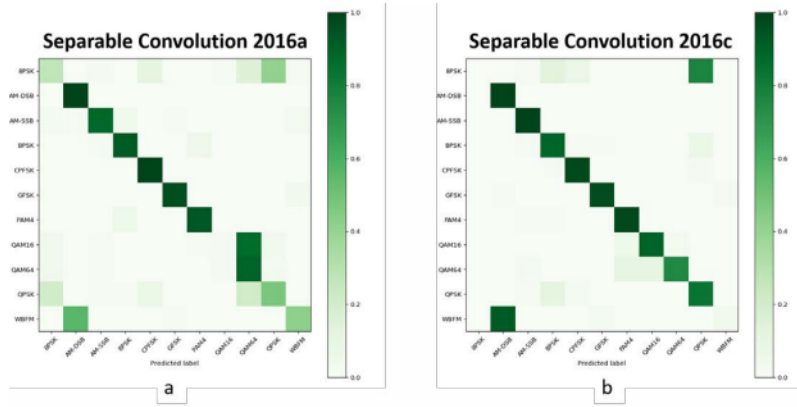 Separable Convolution 2016a
BPSK
AM-DSB
AM-SSB
BPSK
CPFSK
GFSK
PAM4
QAM16
QAM64
QPSK
WBFM
BPSK
AM-DSB
AM-SSB
BPSK
CPFSK
GFSK
PAM4
QAM16
QAM64
QPSK
WBFM
Predicted label
1.0
0.8
0.6
0.4
0.2
0.0
a
Separable Convolution 2016c
BPSK
AM-DSB
AM-SSB
BPSK
CPFSK
GFSK
PAM4
QAM16
QAM64
QPSK
WBFM
BPSK
AM-DSB
AM-SSB
BPSK
CPFSK
GFSK
PAM4
QAM16
QAM64
QPSK
WBFM
Predicted label
1.0
0.8
0.6
0.4
0.2
0.0
b